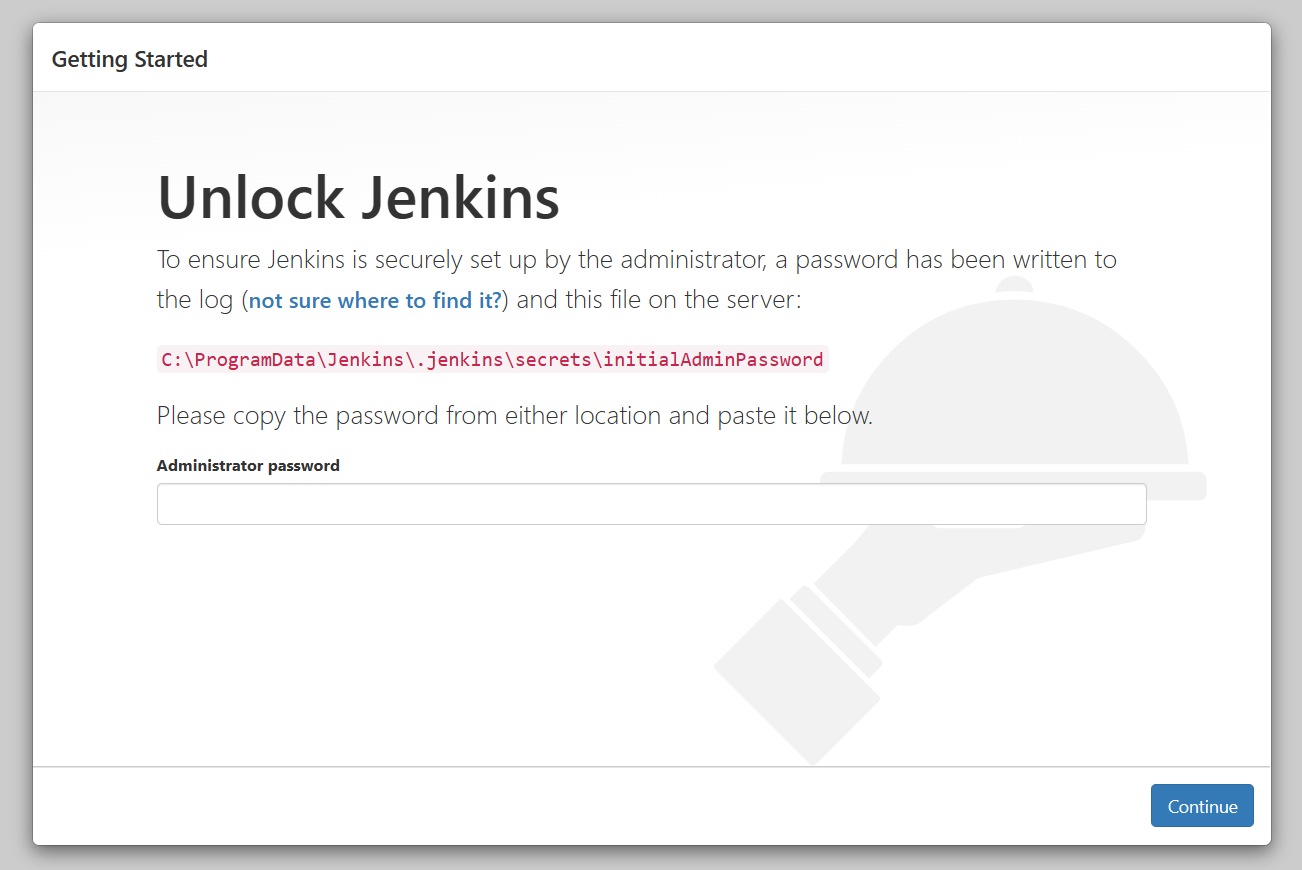 Getting Started
Unlock Jenkins
To ensure Jenkins is securely set up by the administrator, a password has been written to
the log (not sure where to find it?) and this file on the server:
C:\ProgramData\Jenkins\.jenkins\secrets\initialAdminPassword
Please copy the password from either location and paste it below.
Administrator password
Continue